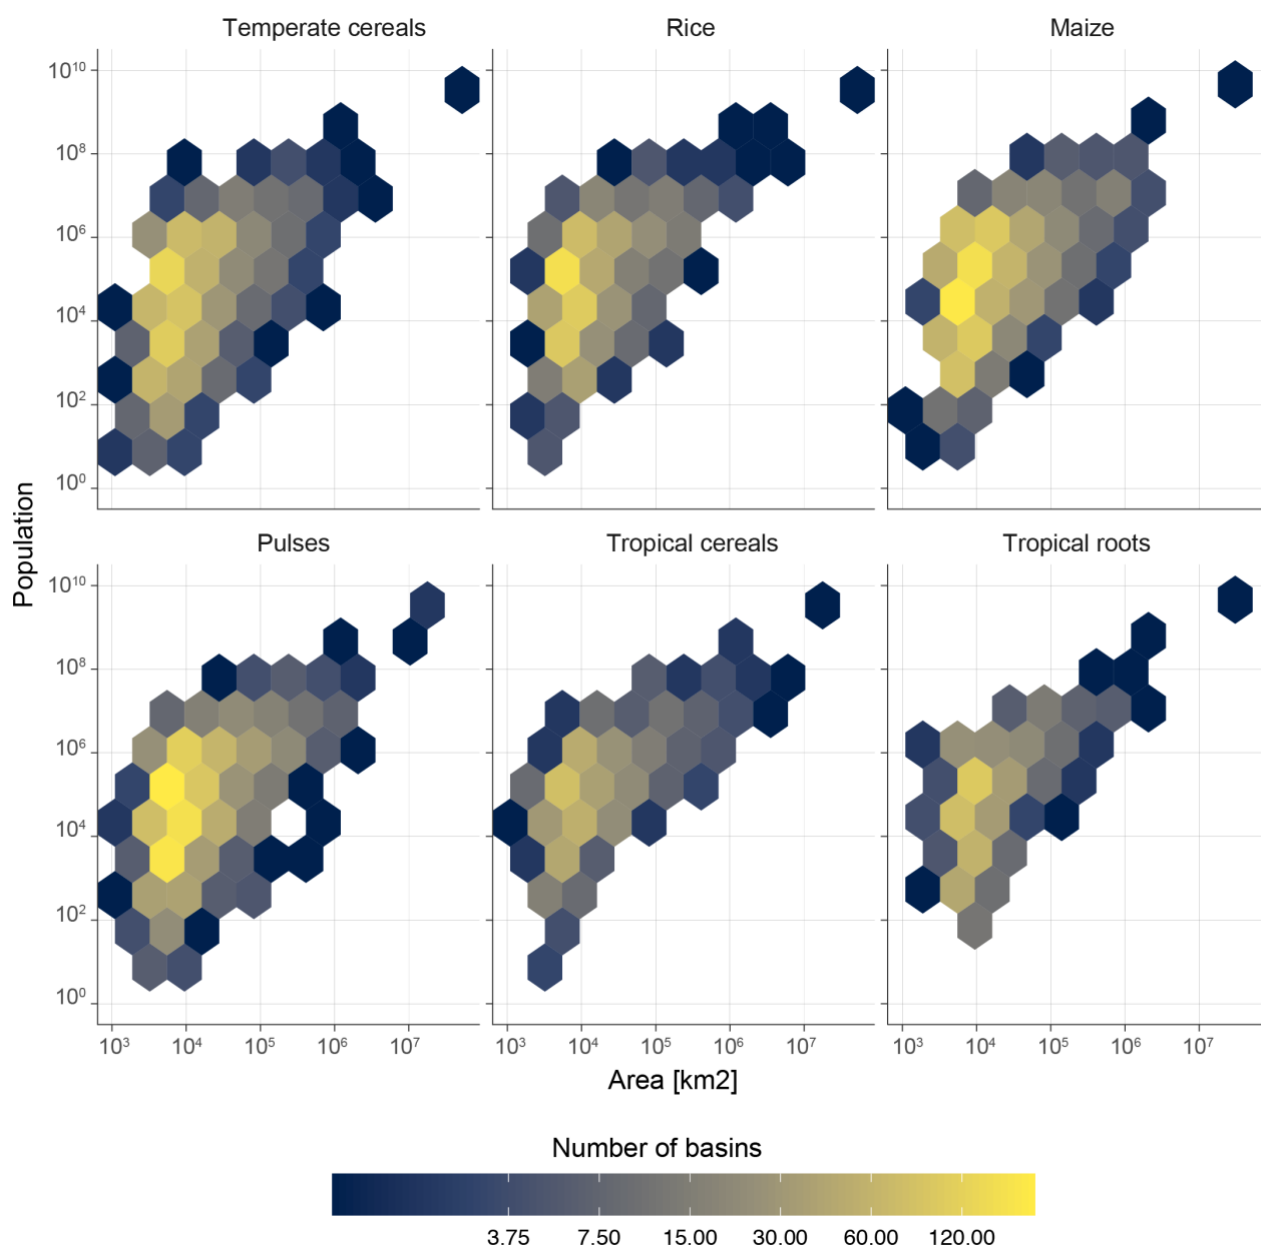 Temperate cereals Rice Maize
10¹⁰
10⁸
10⁶
10⁴
10²
10⁰
Population
Pulses Tropical cereals Tropical roots
10¹⁰
10⁸
10⁶
10⁴
10²
10⁰
10³ 10⁴ 10⁵ 10⁶ 10⁷ 10³ 10⁴ 10⁵ 10⁶ 10⁷ 10³ 10⁴ 10⁵ 10⁶ 10⁷
Area [km2]
Number of basins
3.75 7.50 15.00 30.00 60.00 120.00